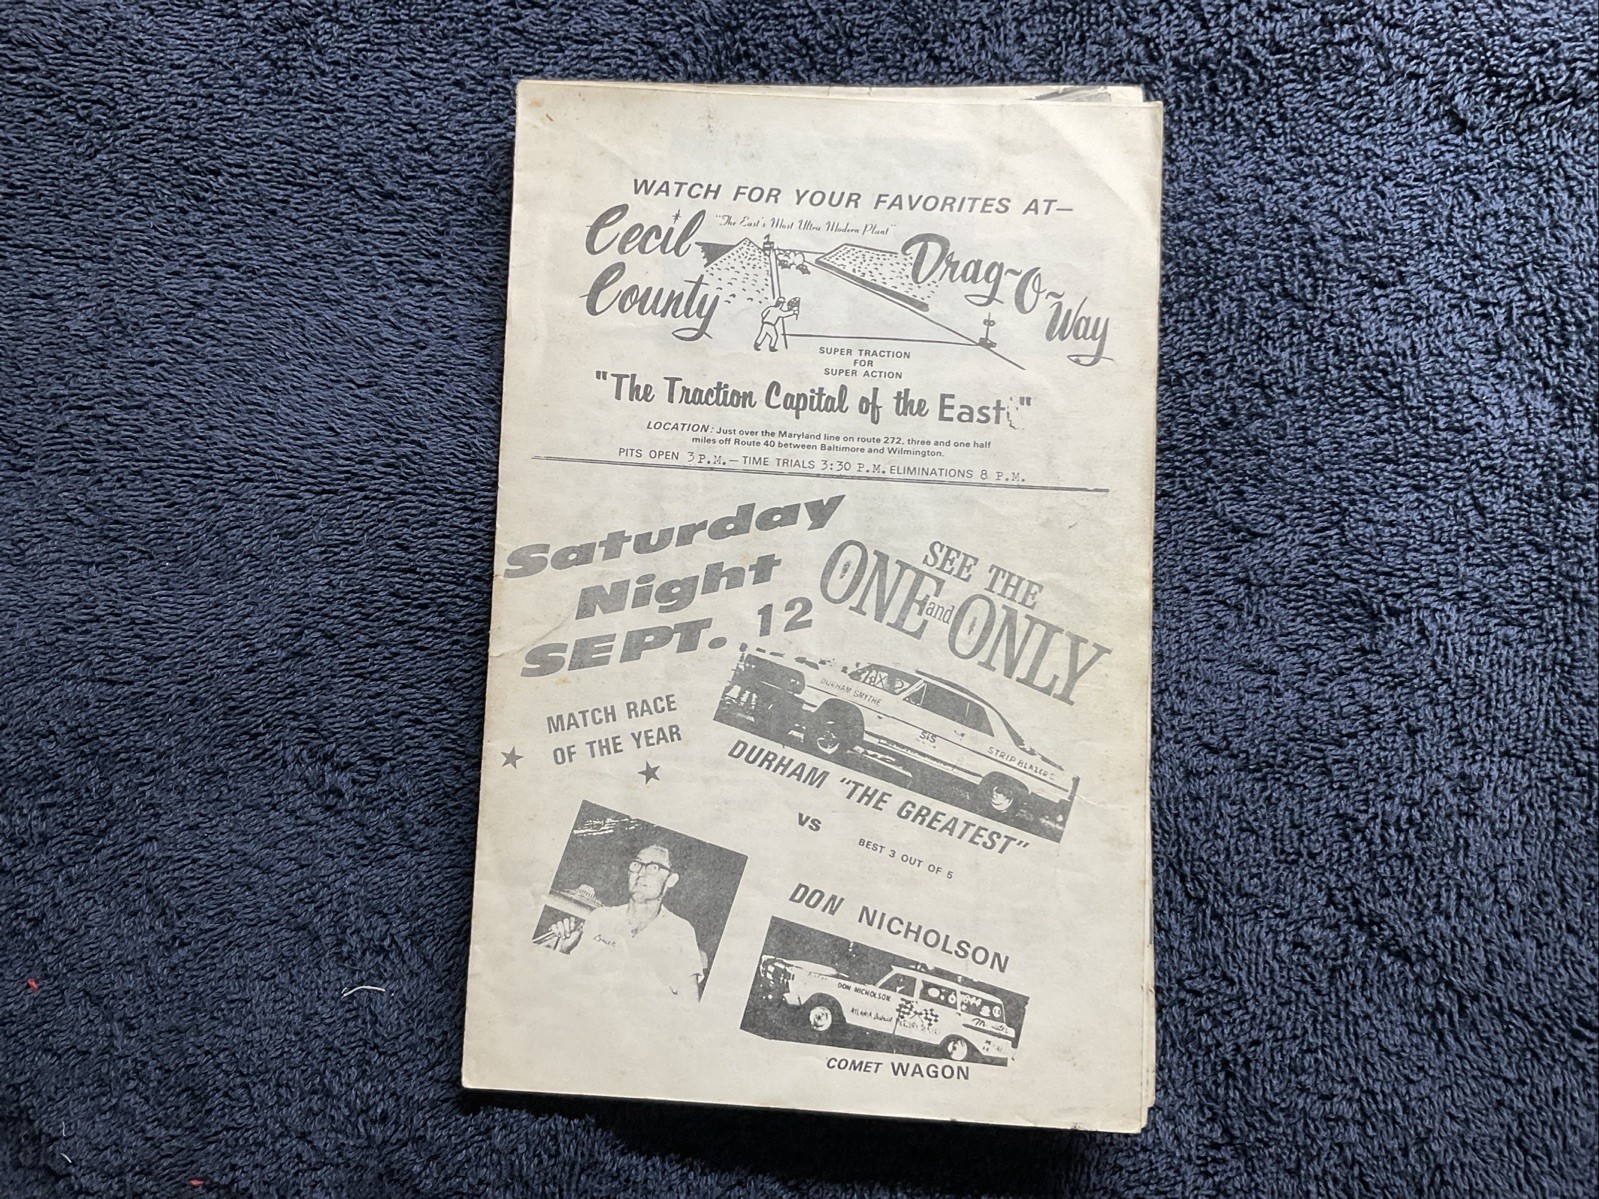 WATCH FOR YOUR FAVORITES AT—
Cecil County
"The East's Most Ultra Modern Plant"
Drag~O~Way
SUPER TRACTION
FOR
SUPER ACTION
"The Traction Capital of the East"
LOCATION: Just over the Maryland line on route 272, three and one half
miles off Route 40 between Baltimore and Wilmington.
PITS OPEN 3 P.M.—TIME TRIALS 3:30 P.M. ELIMINATIONS 8 P.M.
Saturday
Night
SEPT. 12
SEE THE
ONE and ONLY
MATCH RACE
OF THE YEAR
DURHAM SMYTHE
S/S
STRIP BLAZER
DURHAM "THE GREATEST"
VS
BEST 3 OUT OF 5
DON NICHOLSON
DON NICHOLSON
ATLANTA
COMET WAGON